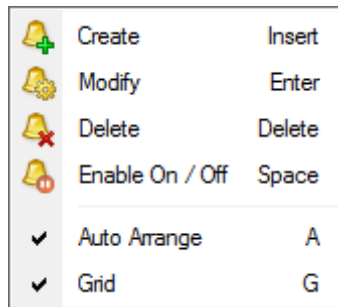 Create Insert
Modify Enter
Delete Delete
Enable On / Off Space
Auto Arrange A
Grid G